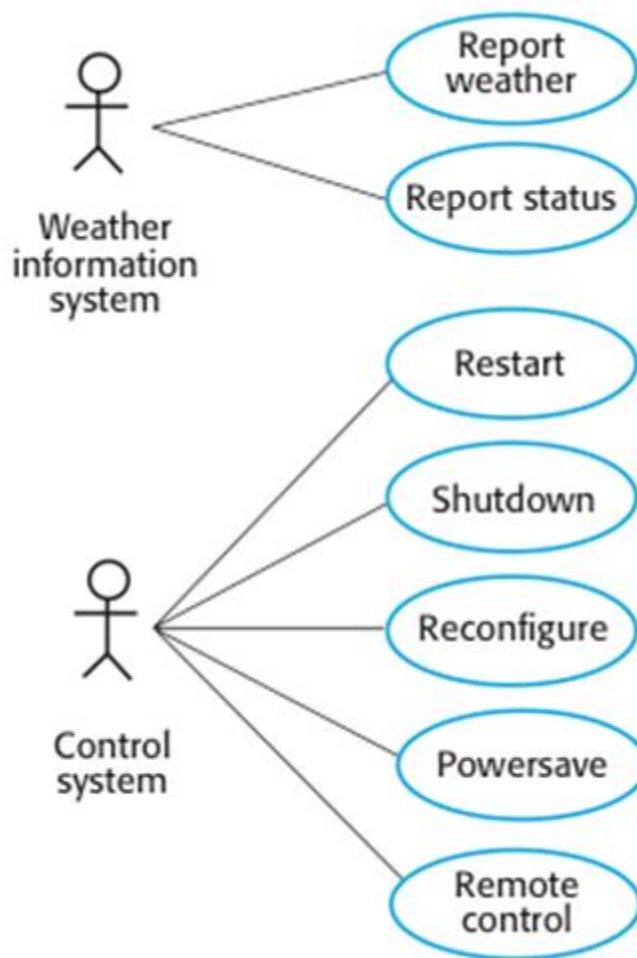 Report
weather
Report status
Weather
information
system
Restart
Shutdown
Reconfigure
Control
system
Powersave
Remote
control